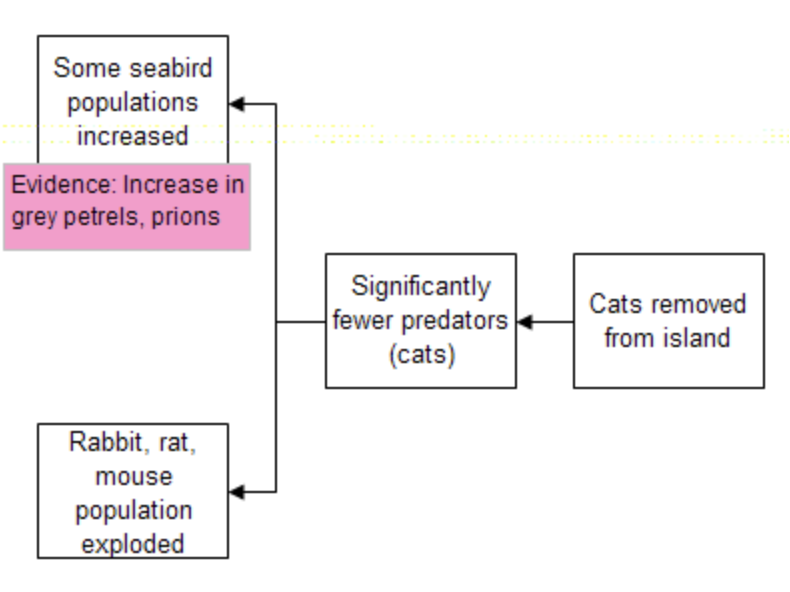 Some seabird
populations
increased
Evidence: Increase in
grey petrels, prions
Significantly
fewer predators
(cats)
Cats removed
from island
Rabbit, rat,
mouse
population
exploded